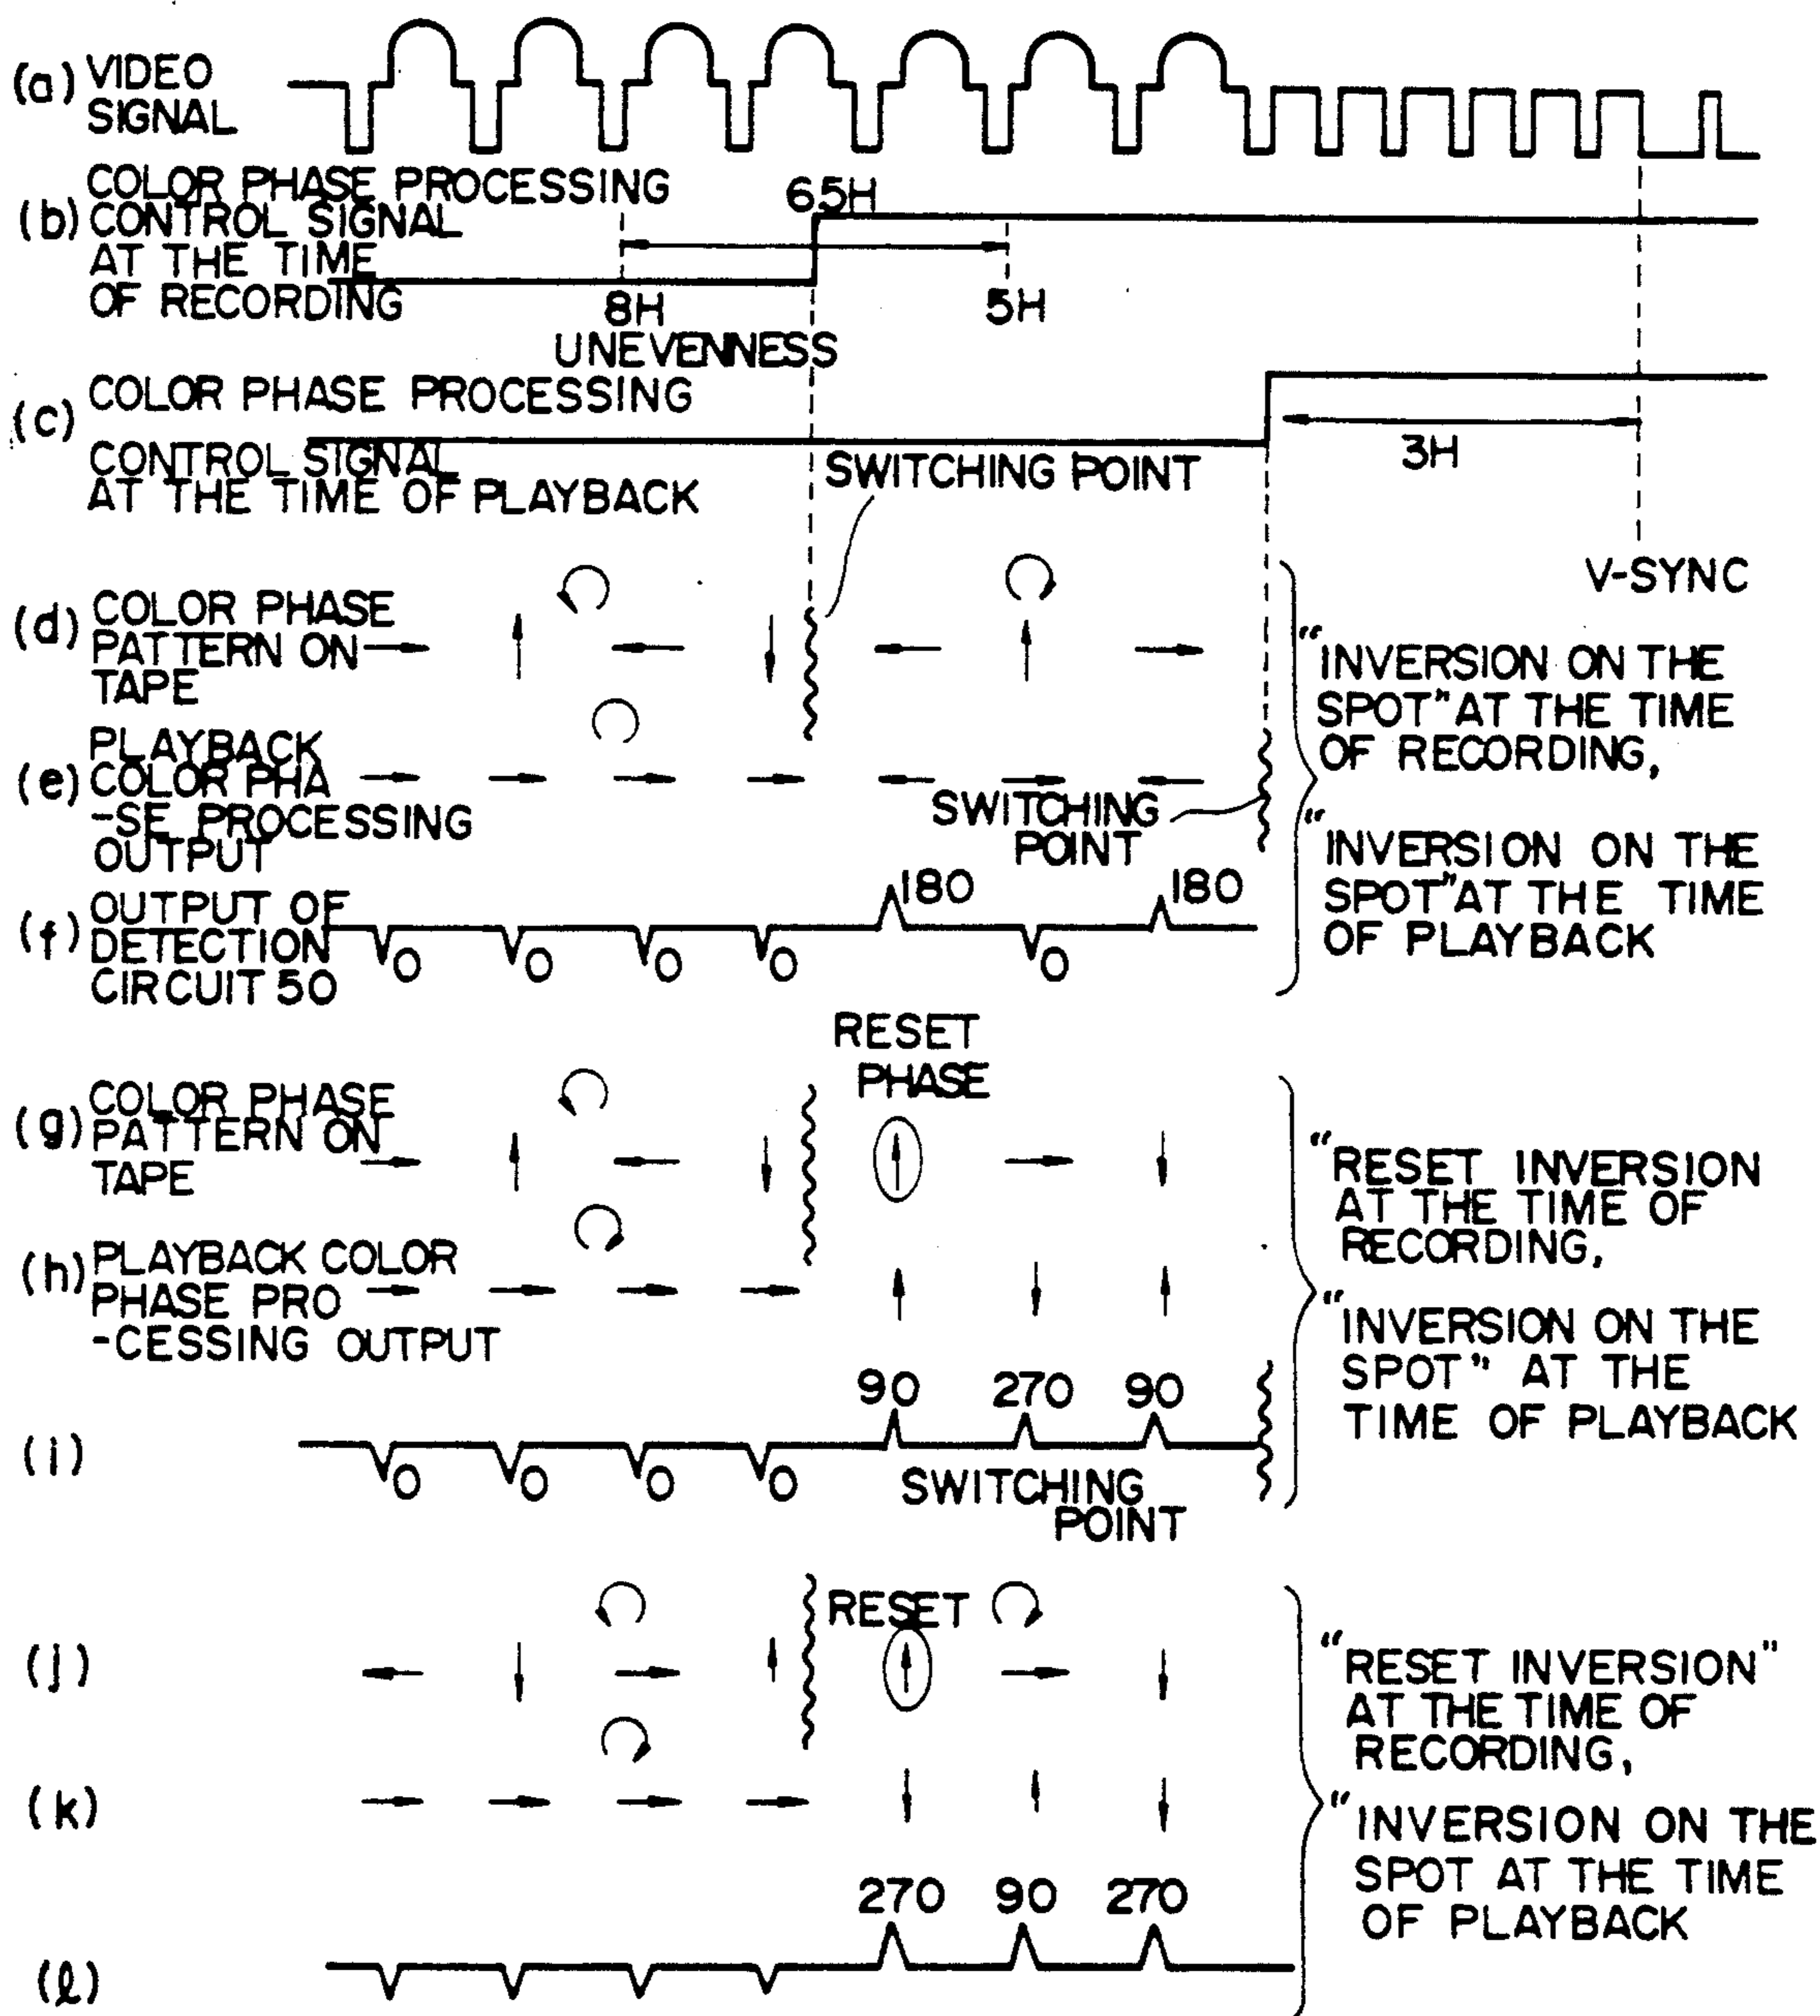 (a) VIDEO
SIGNAL
COLOR PHASE PROCESSING
(b) CONTROL SIGNAL
AT THE TIME
OF RECORDING
6.5H
8H
5H
UNEVENNESS
COLOR PHASE PROCESSING
(c)
CONTROL SIGNAL
AT THE TIME OF PLAYBACK
3H
SWITCHING POINT
V-SYNC
(d) COLOR PHASE
PATTERN ON
TAPE
PLAYBACK
(e) COLOR PHA
-SE PROCESSING
OUTPUT
SWITCHING
POINT
(f) OUTPUT OF
DETECTION
CIRCUIT 50
0 0 0 0 180 0 180
"INVERSION ON THE
SPOT" AT THE TIME
OF RECORDING,
"INVERSION ON THE
SPOT" AT THE TIME
OF PLAYBACK
RESET
PHASE
(g) COLOR PHASE
PATTERN ON
TAPE
(h) PLAYBACK COLOR
PHASE PRO
-CESSING OUTPUT
(i)
0 0 0 0 90 270 90
SWITCHING
POINT
"RESET INVERSION
AT THE TIME OF
RECORDING,
"INVERSION ON THE
SPOT" AT THE
TIME OF PLAYBACK
RESET
(j)
(k)
270 90 270
(l)
"RESET INVERSION"
AT THE TIME OF
RECORDING,
"INVERSION ON THE
SPOT AT THE TIME
OF PLAYBACK